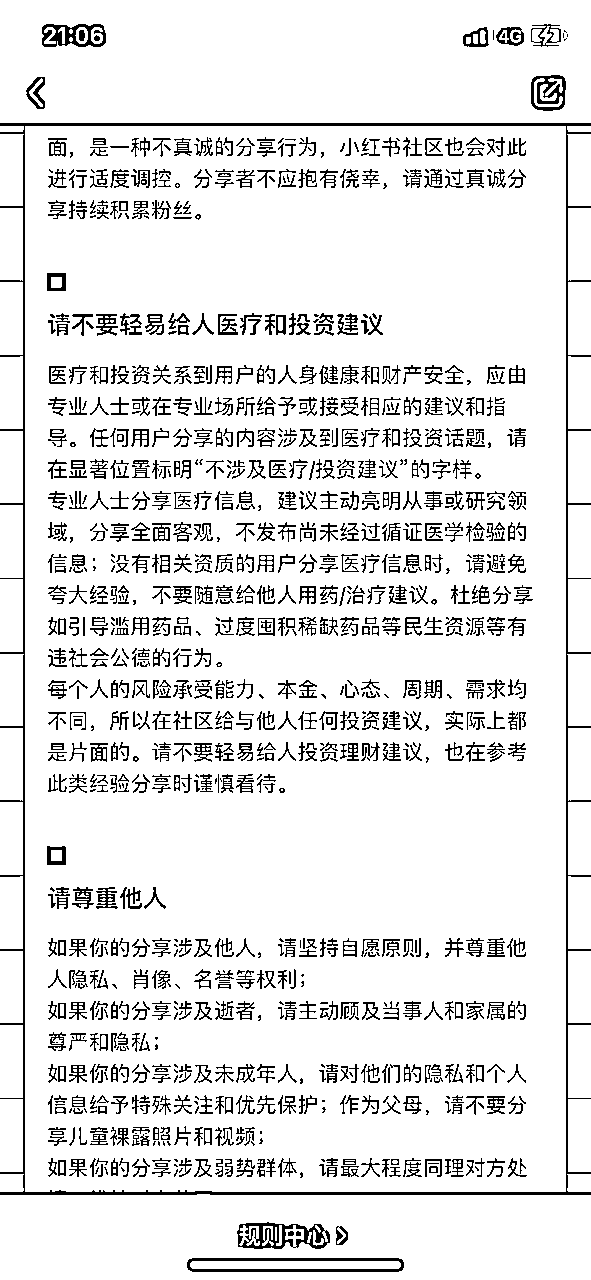 21:06
4G
面，是一种不真诚的分享行为，小红书社区也会对此
进行适度调控。分享者不应抱有侥幸，请通过真诚分
享持续积累粉丝。
请不要轻易给人医疗和投资建议
医疗和投资关系到用户的人身健康和财产安全，应由
专业人士或在专业场所给予或接受相应的建议和指
导。任何用户分享的内容涉及到医疗和投资话题，请
在显著位置标明“不涉及医疗/投资建议”的字样。
专业人士分享医疗信息，建议主动亮明从事或研究领
域，分享全面客观，不发布尚未经过循证医学检验的
信息；没有相关资质的用户分享医疗信息时，请避免
夸大经验，不要随意给他人用药/治疗建议。杜绝分享
如引导滥用药品、过度囤积稀缺药品等民生资源等有
违社会公德的行为。
每个人的风险承受能力、本金、心态、周期、需求均
不同，所以在社区给与他人任何投资建议，实际上都
是片面的。请不要轻易给人投资理财建议，也在参考
此类经验分享时谨慎看待。
请尊重他人
如果你的分享涉及他人，请坚持自愿原则，并尊重他
人隐私、肖像、名誉等权利；
如果你的分享涉及逝者，请主动顾及当事人和家属的
尊严和隐私；
如果你的分享涉及未成年人，请对他们的隐私和个人
信息给予特殊关注和优先保护；作为父母，请不要分
享儿童裸露照片和视频；
如果你的分享涉及弱势群体，请最大程度同理对方处
规则中心